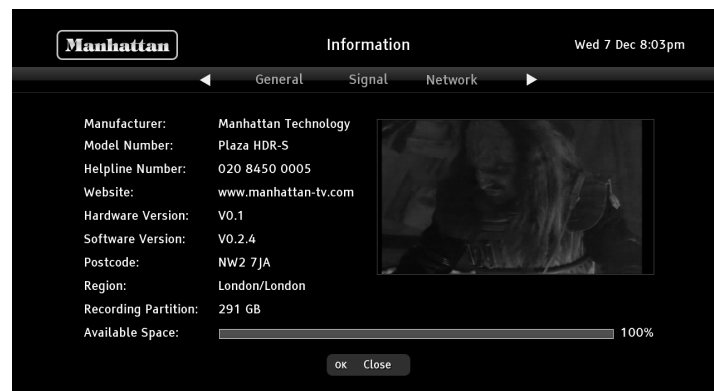 Manhattan Information Wed 7 Dec 8:03pm
General Signal Network
Manufacturer: Manhattan Technology
Model Number: Plaza HDR-S
Helpline Number: 020 8450 0005
Website: www.manhattan-tv.com
Hardware Version: V0.1
Software Version: V0.2.4
Postcode: NW2 7JA
Region: London/London
Recording Partition: 291 GB
Available Space: 100%
OK Close